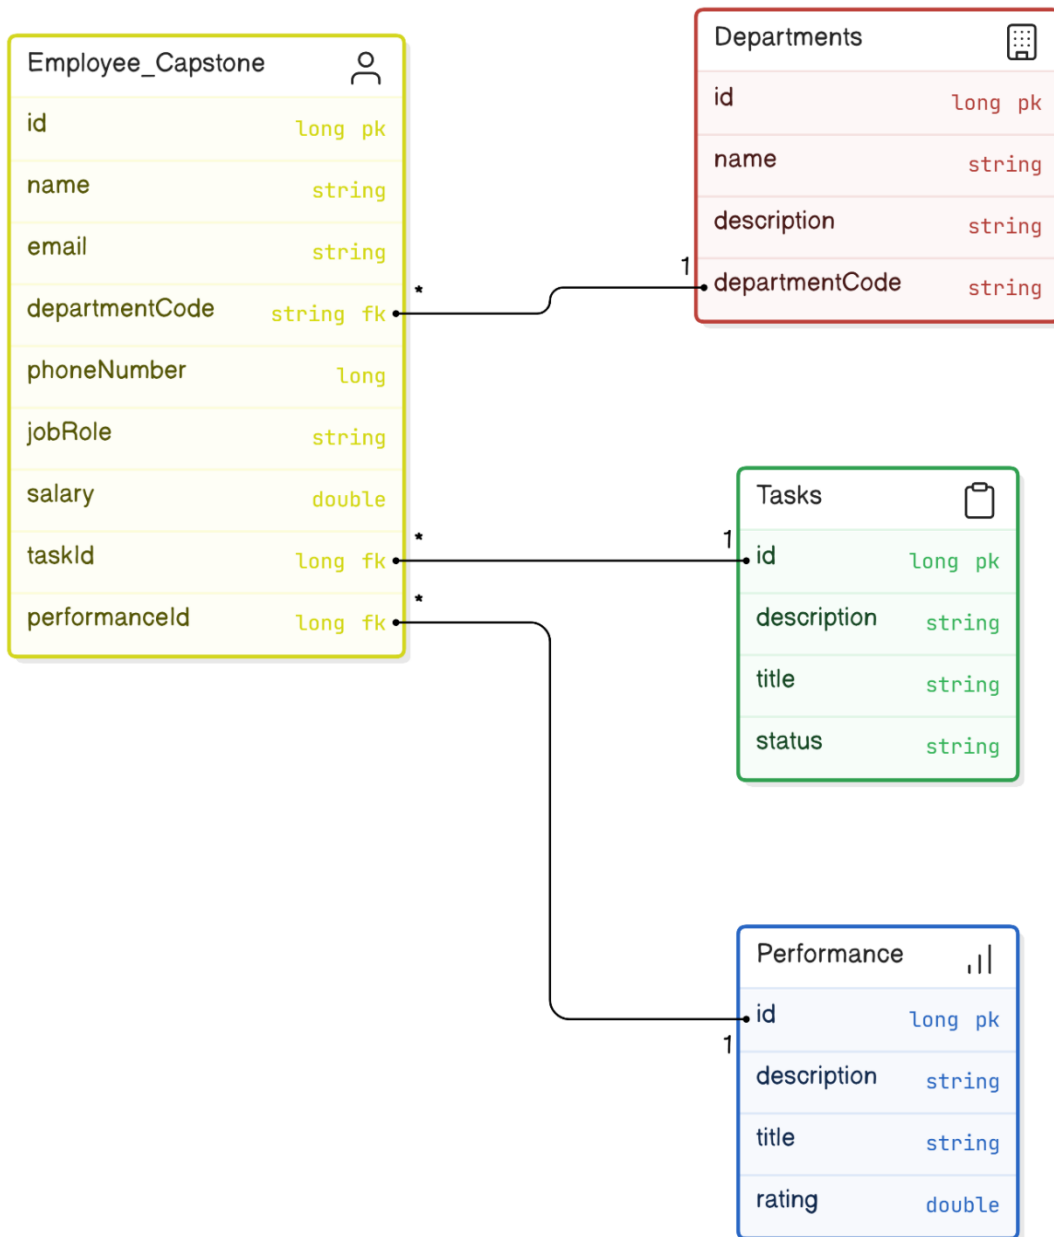 Employee_Capstone
id long pk
name string
email string
departmentCode string fk
phoneNumber long
jobRole string
salary double
taskId long fk
performanceId long fk
*
*
*
Departments
id long pk
name string
description string
departmentCode string
1
Tasks
1
id long pk
description string
title string
status string
Performance
id long pk
1
description string
title string
rating double